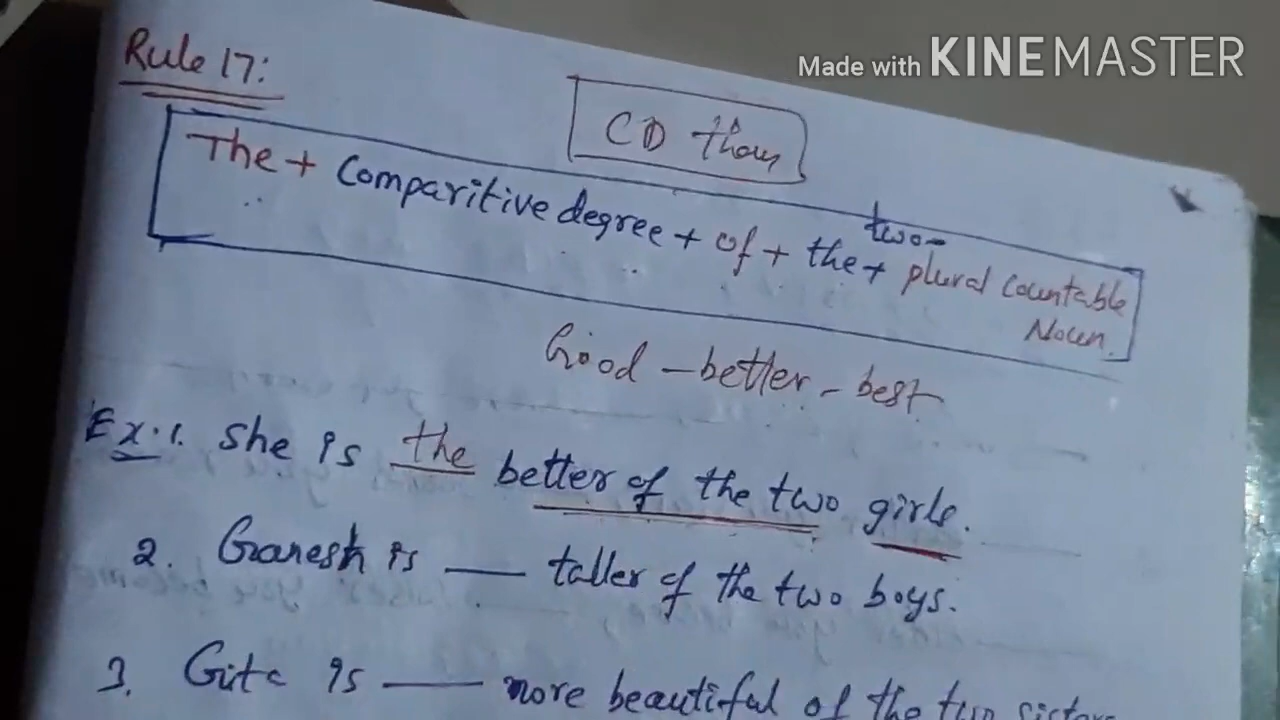 Made with KINEMASTER
Rule 17:
CD than
The + Comparitive degree + of + the + two plural Countable
Noun.
Good - better - best
Ex. 1. She is the better of the two girls.
2. Ganesh is ___ taller of the two boys.
3. Gita is ___ more beautiful of the two sisters